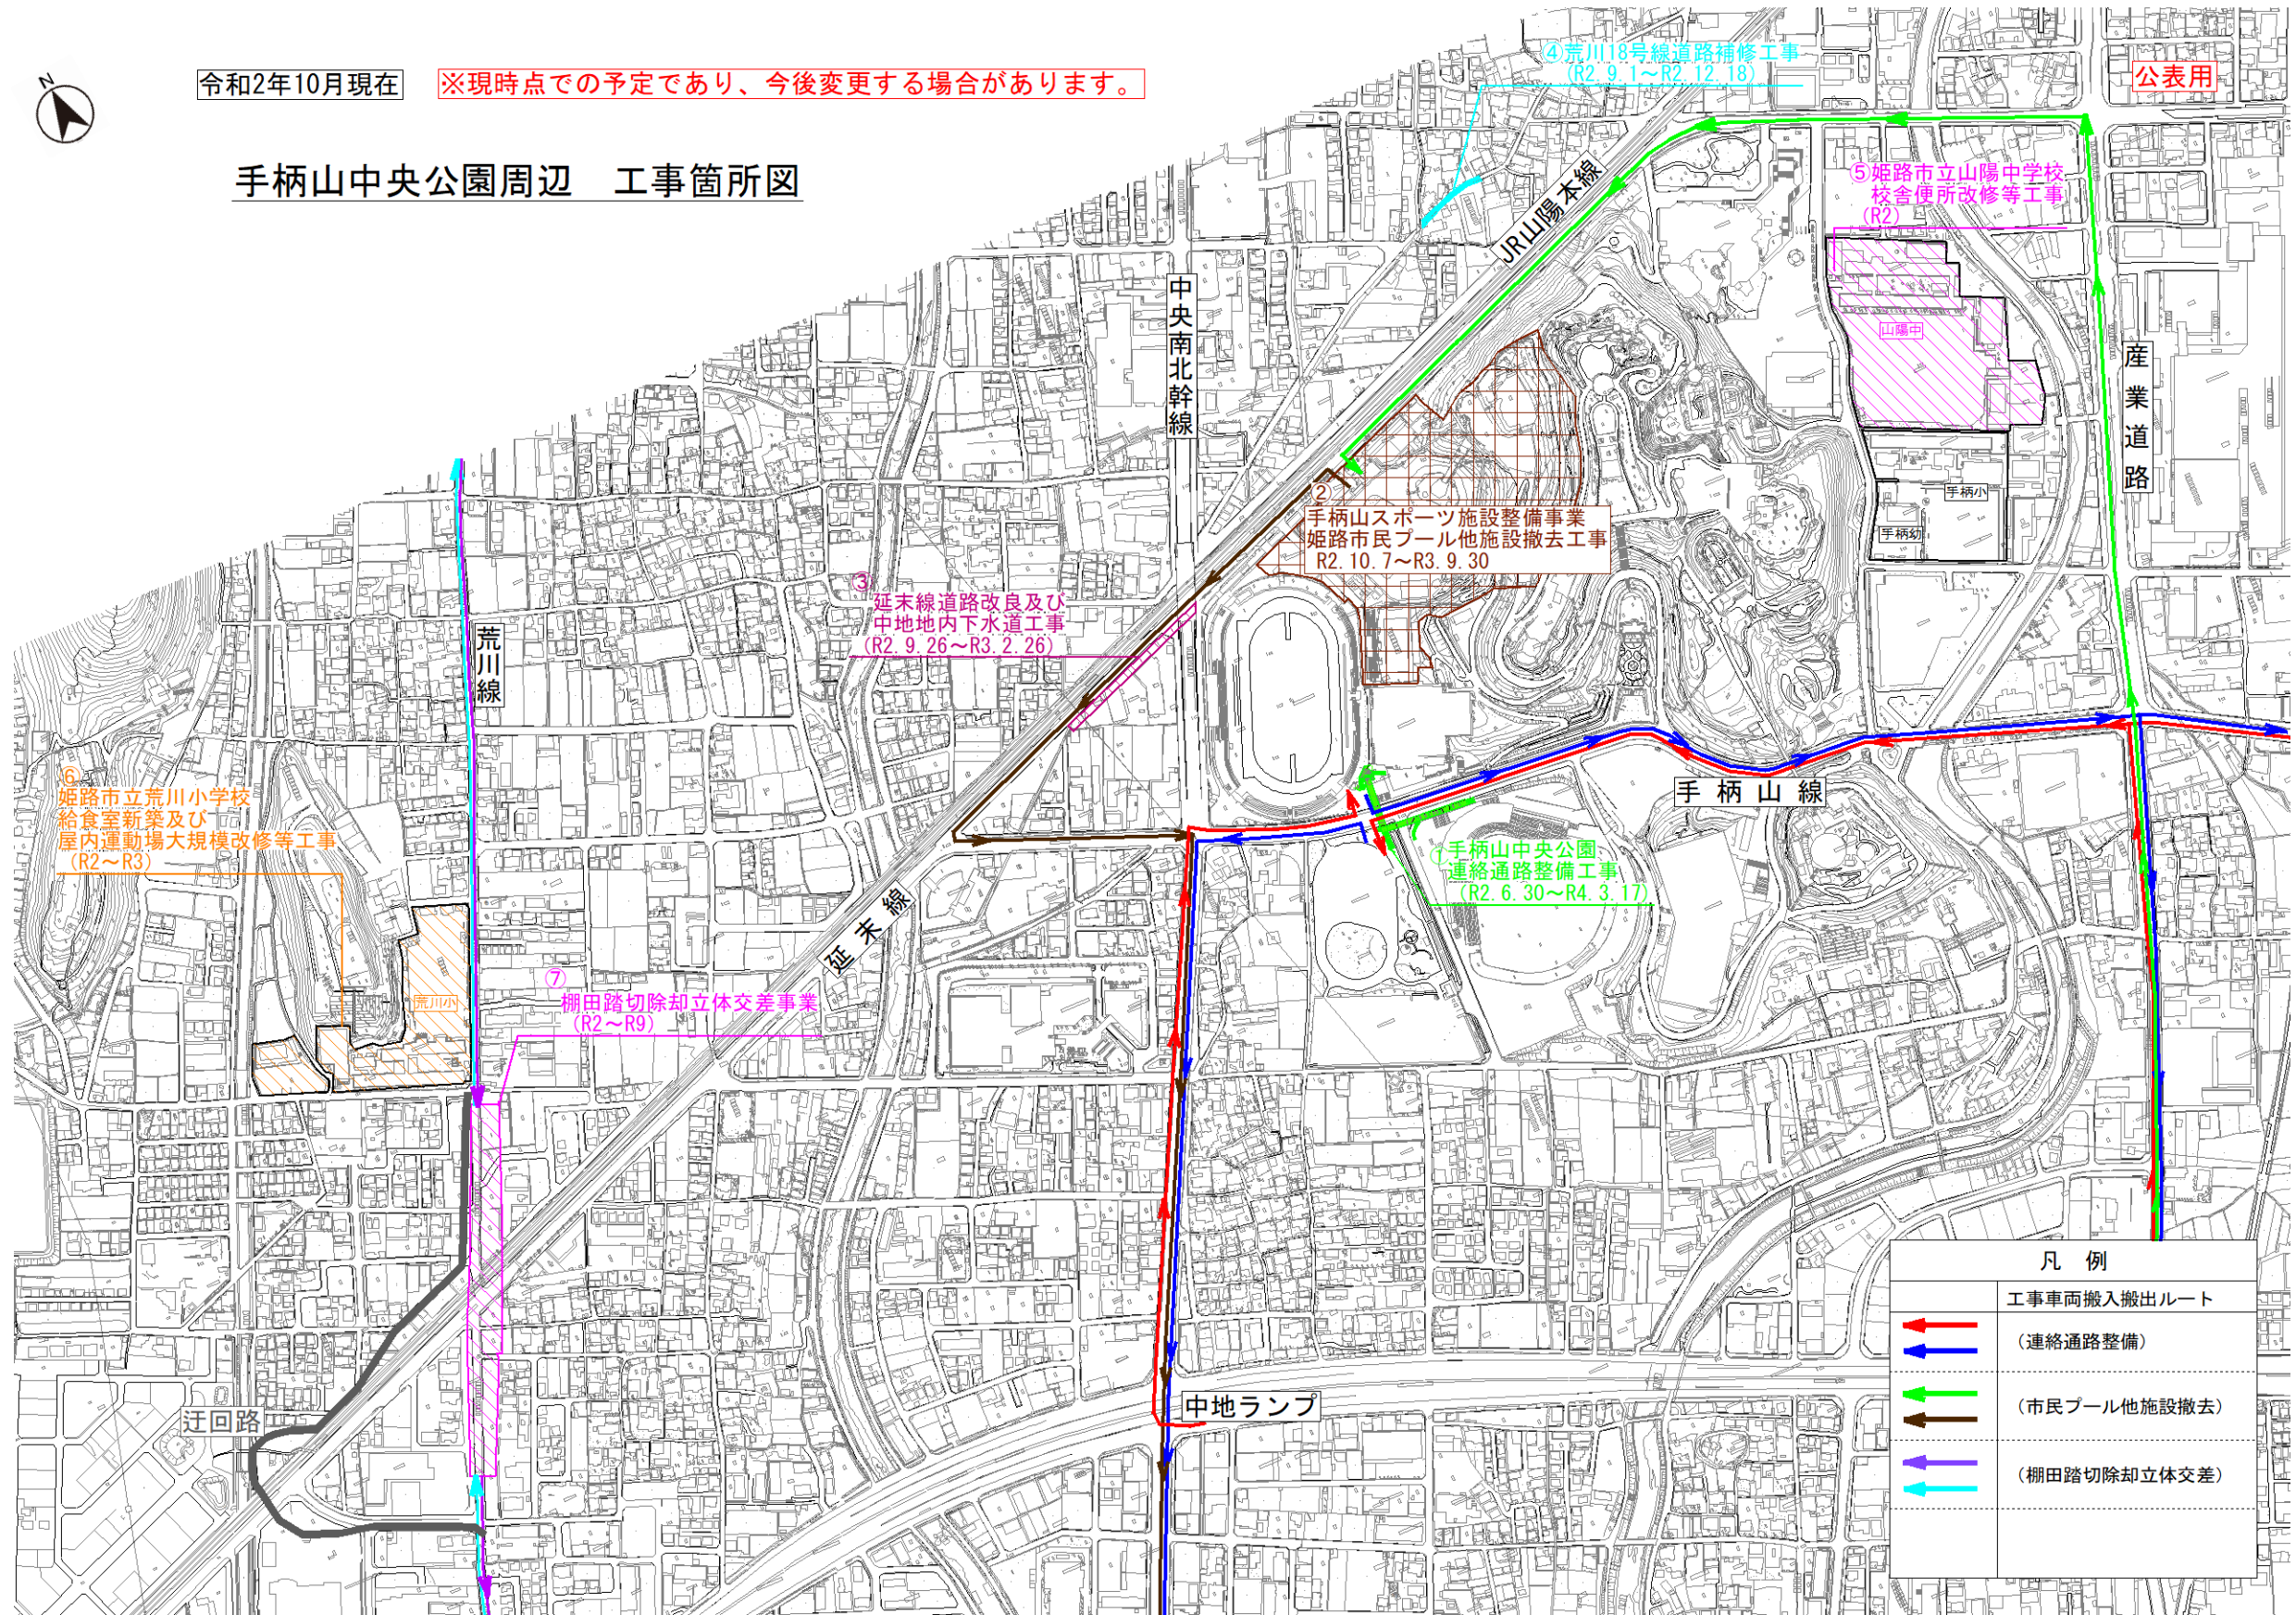 N
令和2年10月現在
※現時点での予定であり、今後変更する場合があります。
公表用
手柄山中央公園周辺　工事箇所図
④荒川18号線道路補修工事
(R2.9.1～R2.12.18)
JR山陽本線
⑤姫路市立山陽中学校
校舎便所改修等工事
(R2)
山陽中
中央南北幹線
産業道路
手柄小
手柄幼
②
手柄山スポーツ施設整備事業
姫路市民プール他施設撤去工事
R2.10.7～R3.9.30
③
延末線道路改良及び
中地地内下水道工事
(R2.9.26～R3.2.26)
荒川線
⑥
姫路市立荒川小学校
給食室新築及び
屋内運動場大規模改修等工事
(R2～R3)
荒川小
手柄山線
①手柄山中央公園
連絡通路整備工事
(R2.6.30～R4.3.17)
延末線
⑦
棚田踏切除却立体交差事業
(R2～R9)
迂回路
中地ランプ
凡　例
工事車両搬入搬出ルート
（連絡通路整備）
（市民プール他施設撤去）
（棚田踏切除却立体交差）